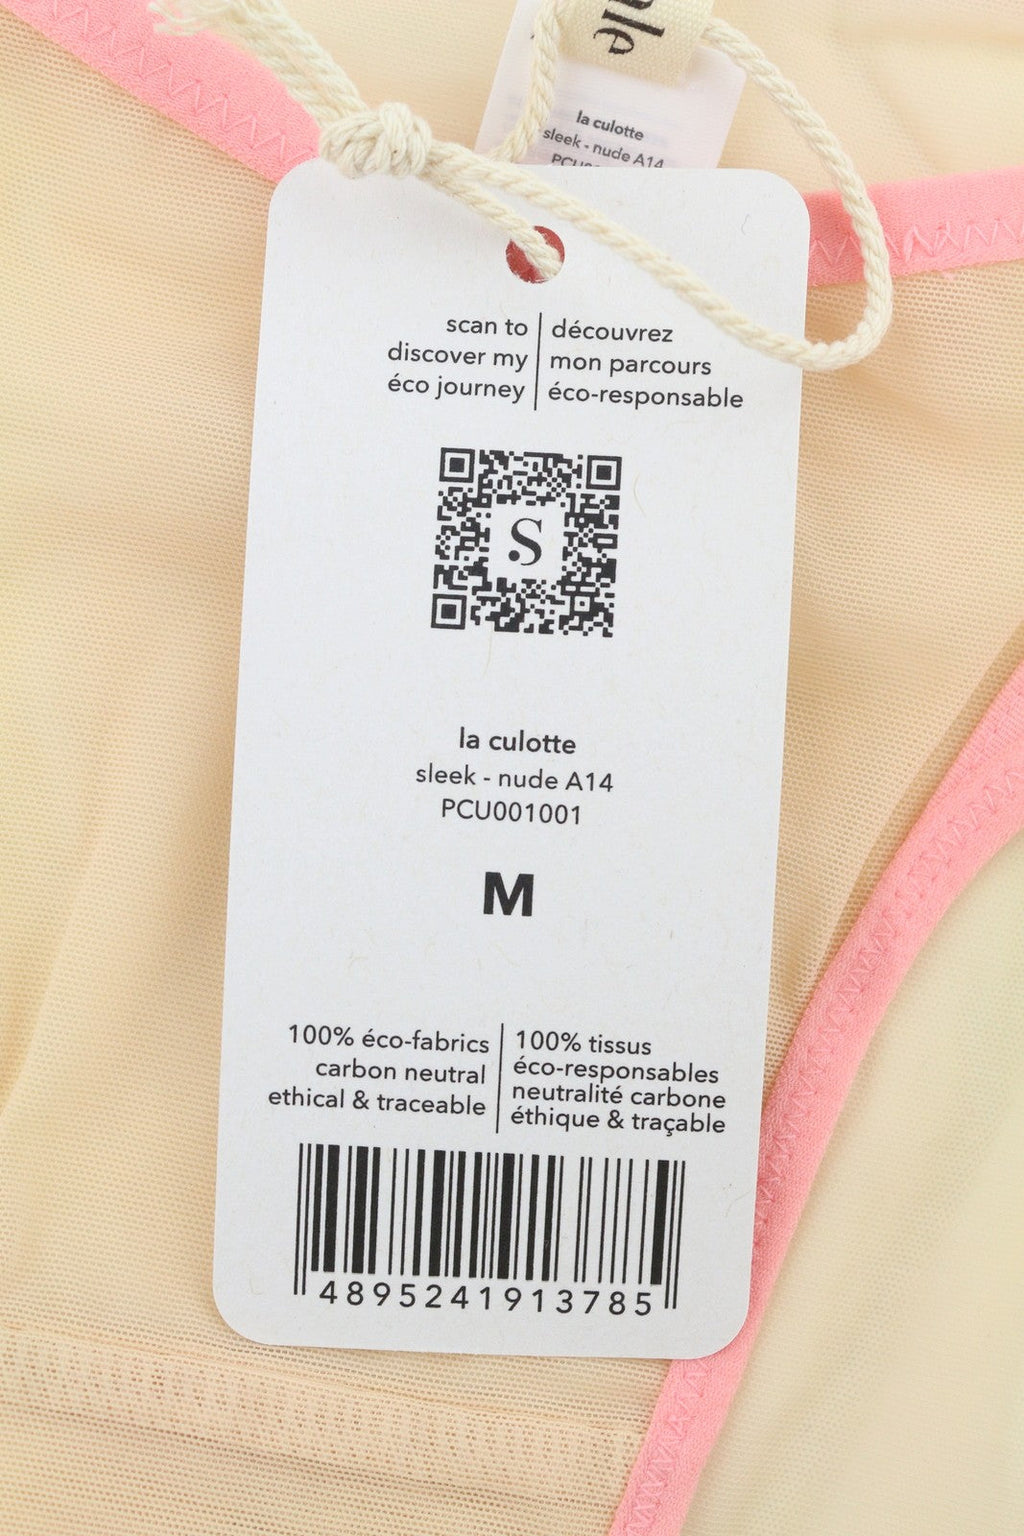 la culotte
sleek - nude A14
scan to
discover my
éco journey
découvrez
mon parcours
éco-responsable
S
la culotte
sleek - nude A14
PCU001001
M
100% éco-fabrics
carbon neutral
ethical & traceable
100% tissus
éco-responsables
neutralité carbone
éthique & traçable
4895241913785